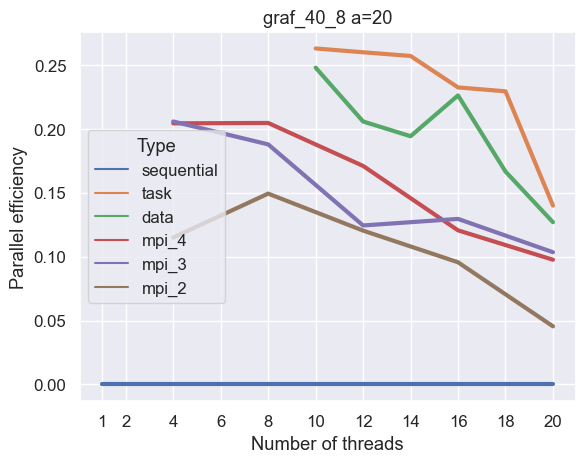 graf_40_8 a=20
Parallel efficiency
0.25
0.20
0.15
0.10
0.05
0.00
Type
sequential
task
data
mpi_4
mpi_3
mpi_2
1 2 4 6 8 10 12 14 16 18 20
Number of threads